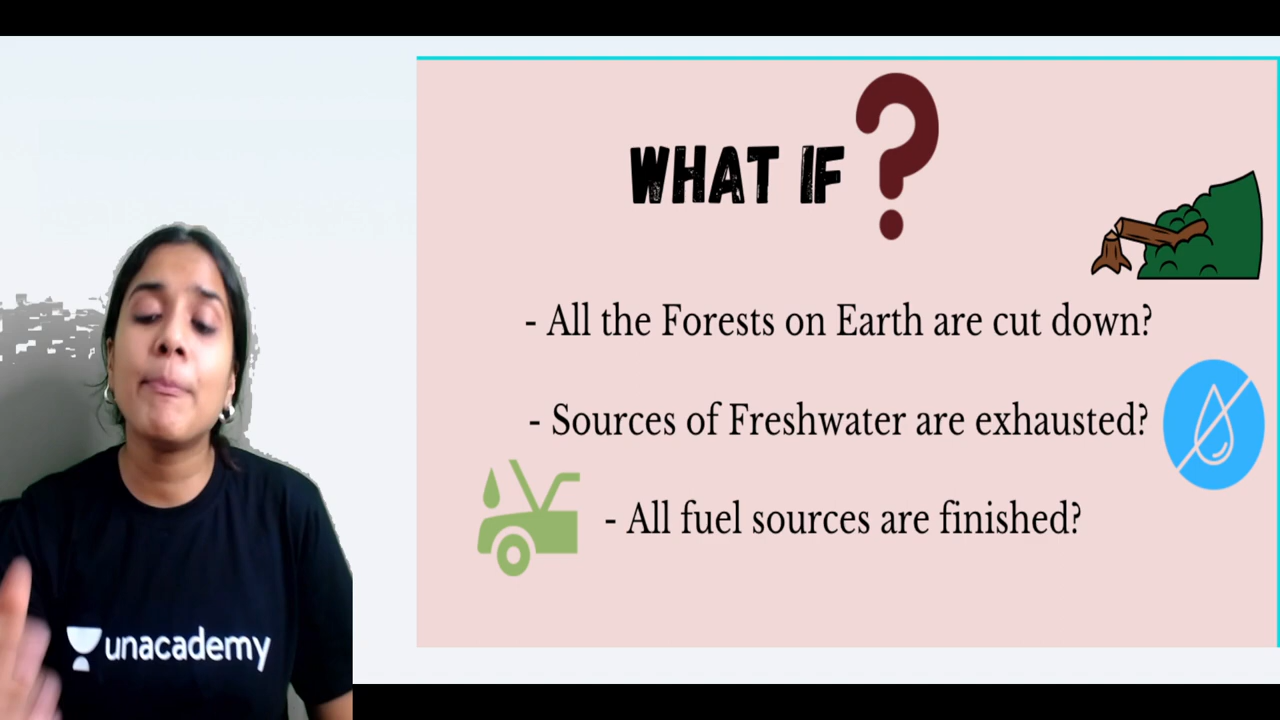 WHAT IF?
- All the Forests on Earth are cut down?
- Sources of Freshwater are exhausted?
- All fuel sources are finished?
unacademy